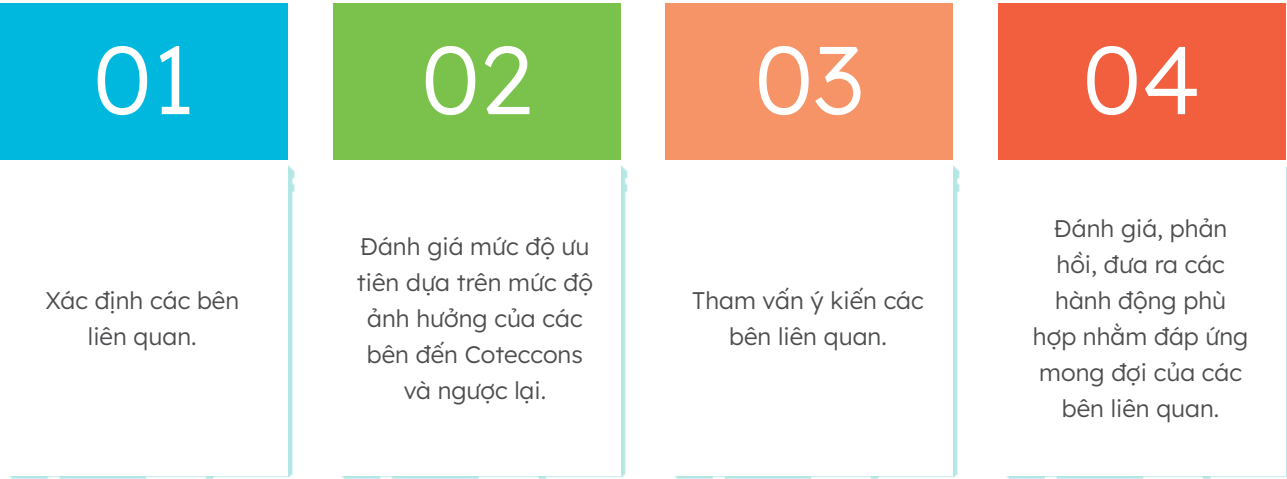 01
Xác định các bên
liên quan.
02
Đánh giá mức độ ưu
tiên dựa trên mức độ
ảnh hưởng của các
bên đến Coteccons
và ngược lại.
03
Tham vấn ý kiến các
bên liên quan.
04
Đánh giá, phản
hồi, đưa ra các
hành động phù
hợp nhằm đáp ứng
mong đợi của các
bên liên quan.